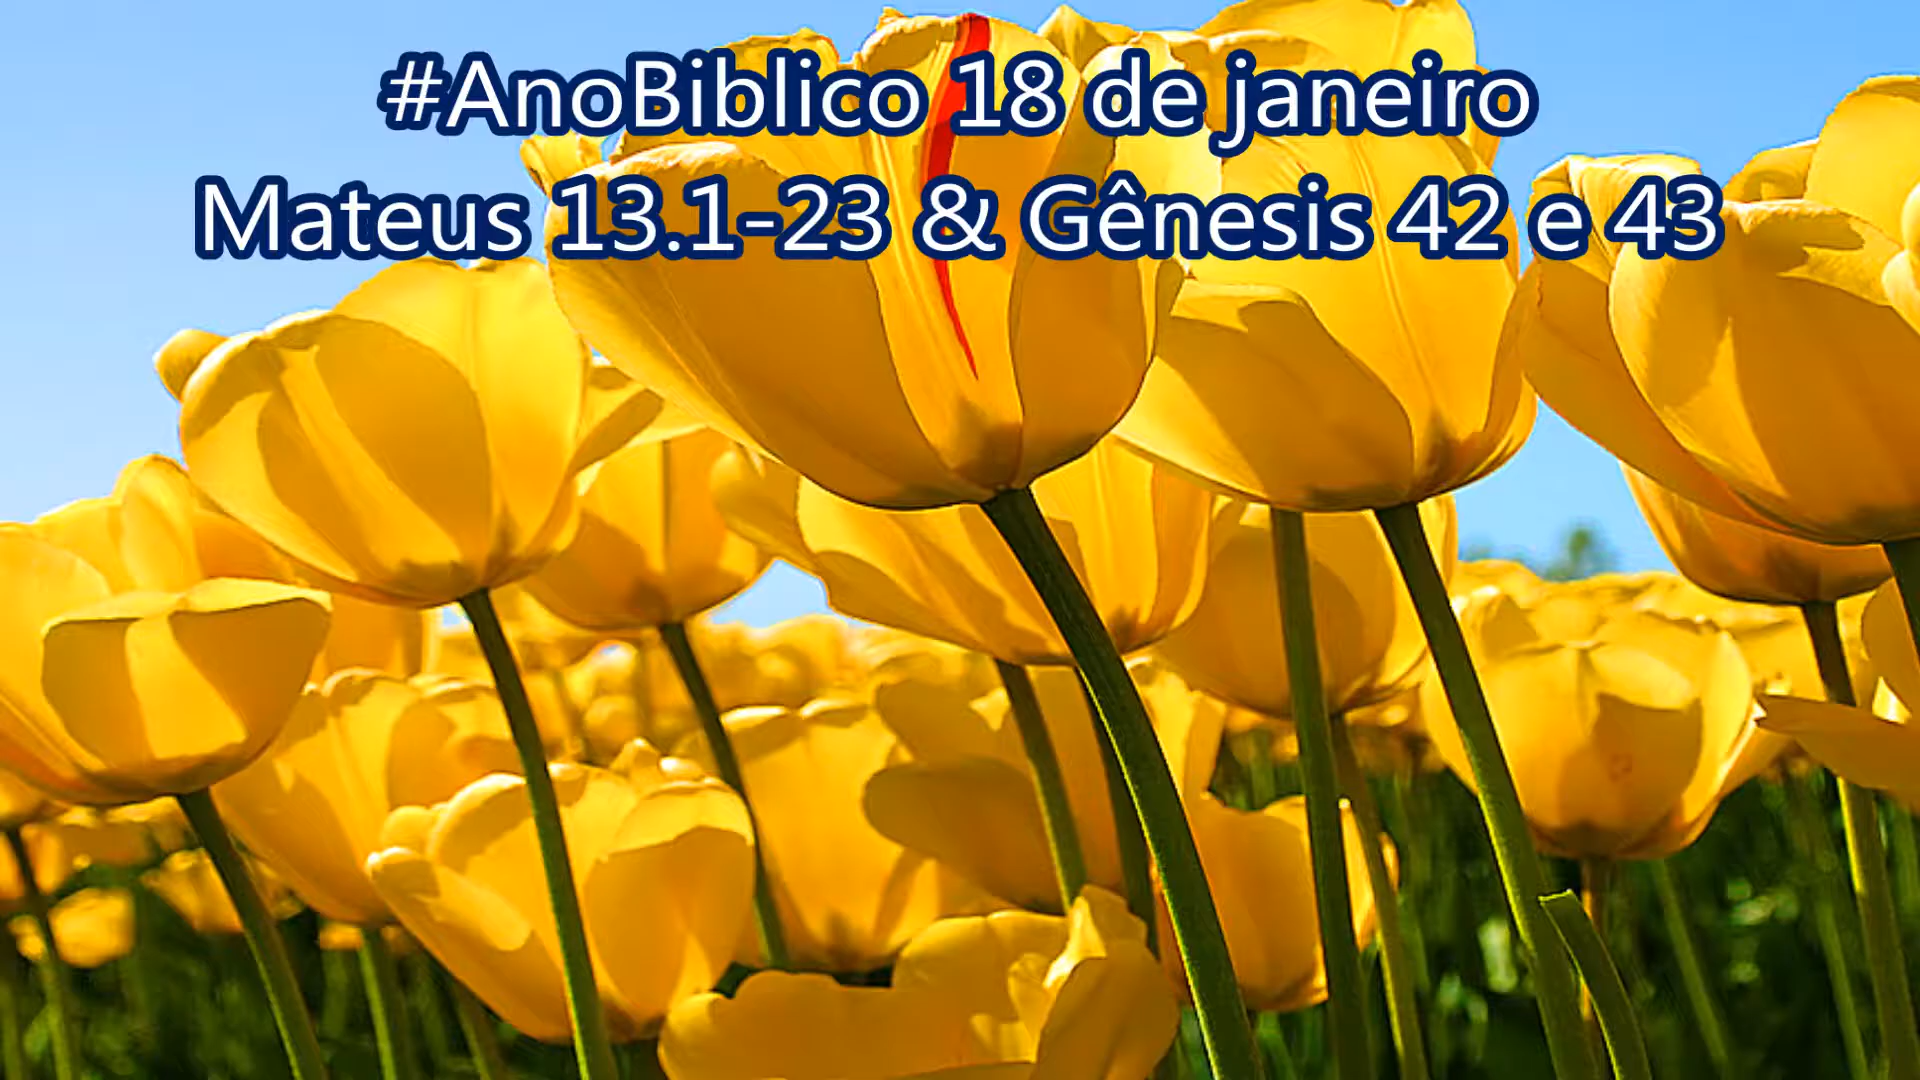 #AnoBiblico 18 de janeiro
Mateus 13.1-23 & Gênesis 42 e 43